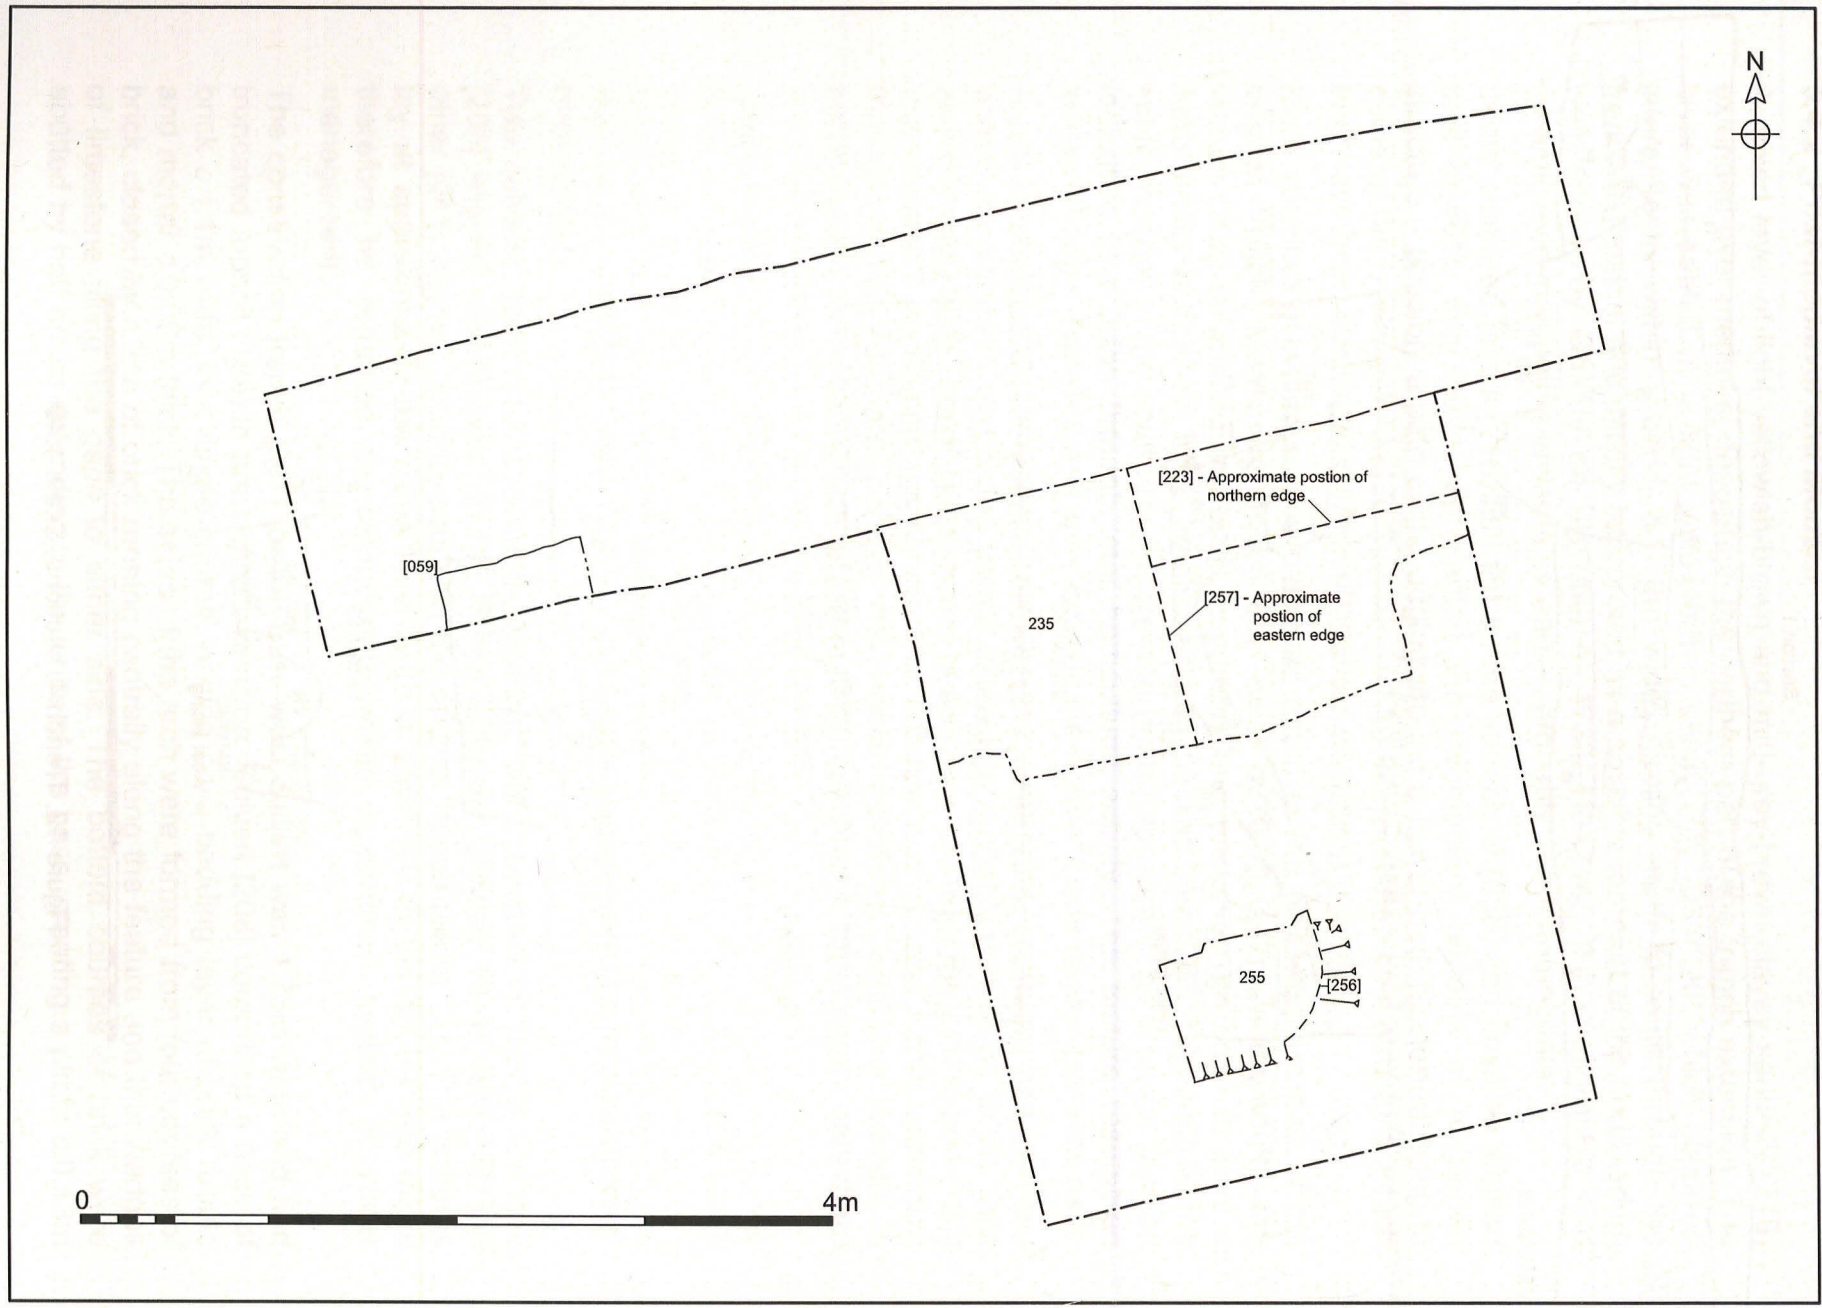 N
[223] - Approximate postion of
northern edge
[059]
[257] - Approximate
postion of
eastern edge
235
255
[256]
0
4m